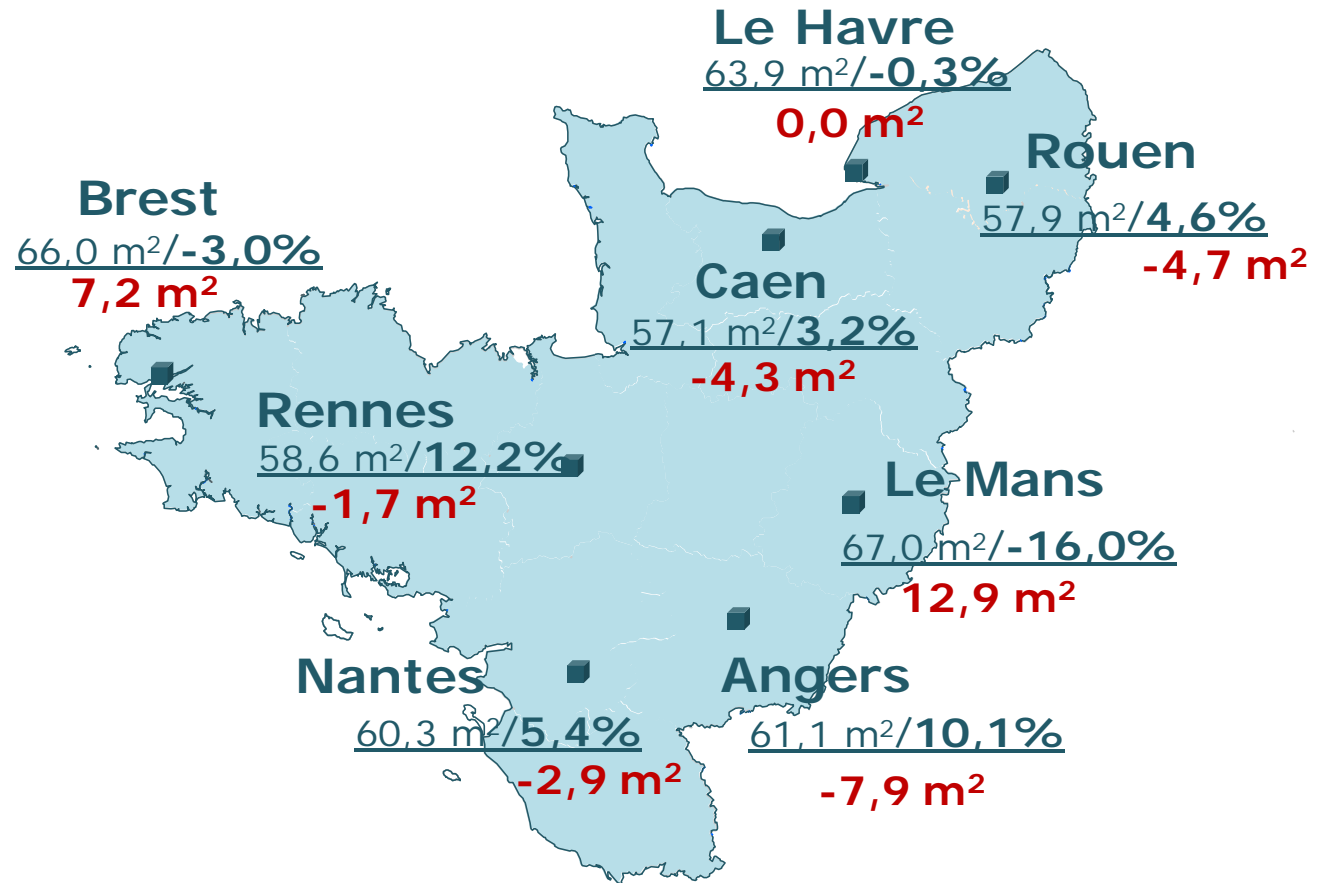 Le Havre
63,9 m²/-0,3%
0,0 m²
Rouen
57,9 m²/4,6%
-4,7 m²
Brest
66,0 m²/-3,0%
7,2 m²
Caen
57,1 m²/3,2%
-4,3 m²
Rennes
58,6 m²/12,2%
-1,7 m²
Le Mans
67,0 m²/-16,0%
12,9 m²
Nantes
60,3 m²/5,4%
-2,9 m²
Angers
61,1 m²/10,1%
-7,9 m²